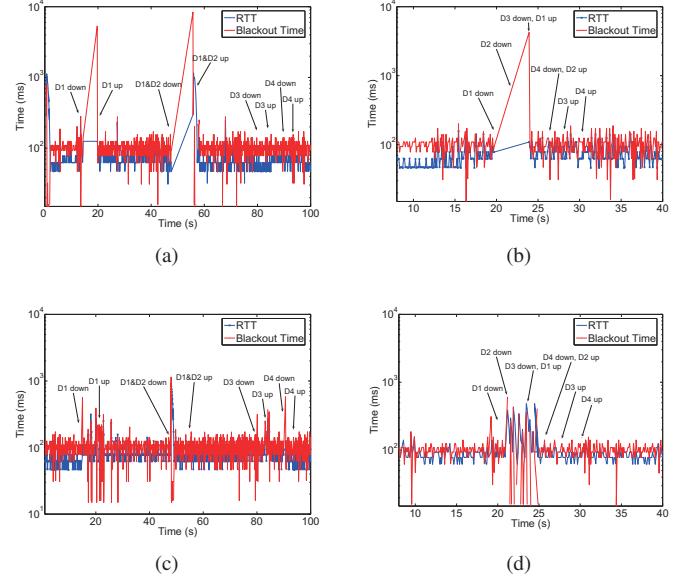 10^4
RTT
Blackout Time
D1&D2 up
10^3
D1&D2 down
D1 down
D1 up
D4 down
D3 down
D3 up
D4 up
10^2
Time (ms)
0 20 40 60 80 100
Time (s)
(a)
10^4
RTT
Blackout Time
D3 down, D1 up
D2 down
10^3
D4 down, D2 up
D1 down
D3 up
D4 up
10^2
Time (ms)
15 20 25 30 35 40
Time (s)
(b)
10^4
RTT
Blackout Time
10^3
D1&D2 up
D1 up
D1&D2 down
D4 down
D1 down
D3 down
D3 up
D4 up
10^2
10^1
Time (ms)
20 40 60 80 100
Time (s)
(c)
10^4
RTT
Blackout Time
10^3
D2 down
D3 down, D1 up
D4 down, D2 up
D1 down
D3 up
D4 up
10^2
Time (ms)
10 15 20 25 30 35 40
Time (s)
(d)